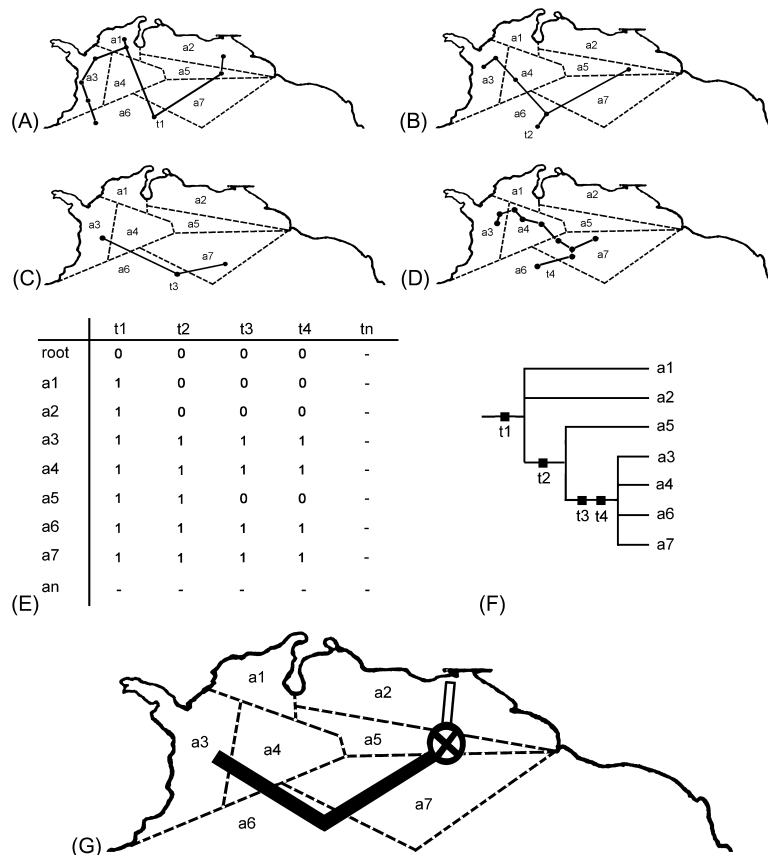 a1
a2
a3
a4
a5
a7
a6
(A)
t1
a1
a2
a3
a4
a5
a7
a6
(B)
t2
a1
a2
a3
a4
a5
a7
a6
(C)
t3
a1
a2
a3
a4
a5
a7
a6
(D)
t4
t1 t2 t3 t4 tn
root 0 0 0 0 -
a1 1 0 0 0 -
a2 1 0 0 0 -
a3 1 1 1 1 -
a4 1 1 1 1 -
a5 1 1 0 0 -
a6 1 1 1 1 -
a7 1 1 1 1 -
an - - - - -
(E)
a1
a2
a5
a3
a4
a6
a7
t1
t2
t3 t4
(F)
a1
a2
a3
a4
a5
a7
a6
(G)